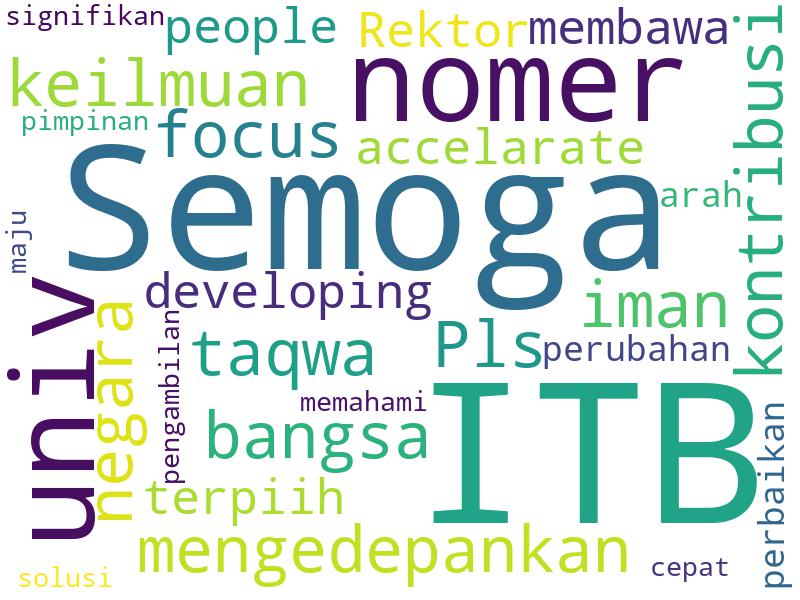 signifikan
people
Rektor
membawa
kontribusi
keilmuan
nomer
pimpinan
focus
accelarate
Semoga
arah
maju
developing
iman
univ
negara
pengambilan
taqwa
Pls
perubahan
memahami
ITB
bangsa
perbaikan
terpiih
mengedepankan
solusi
cepat